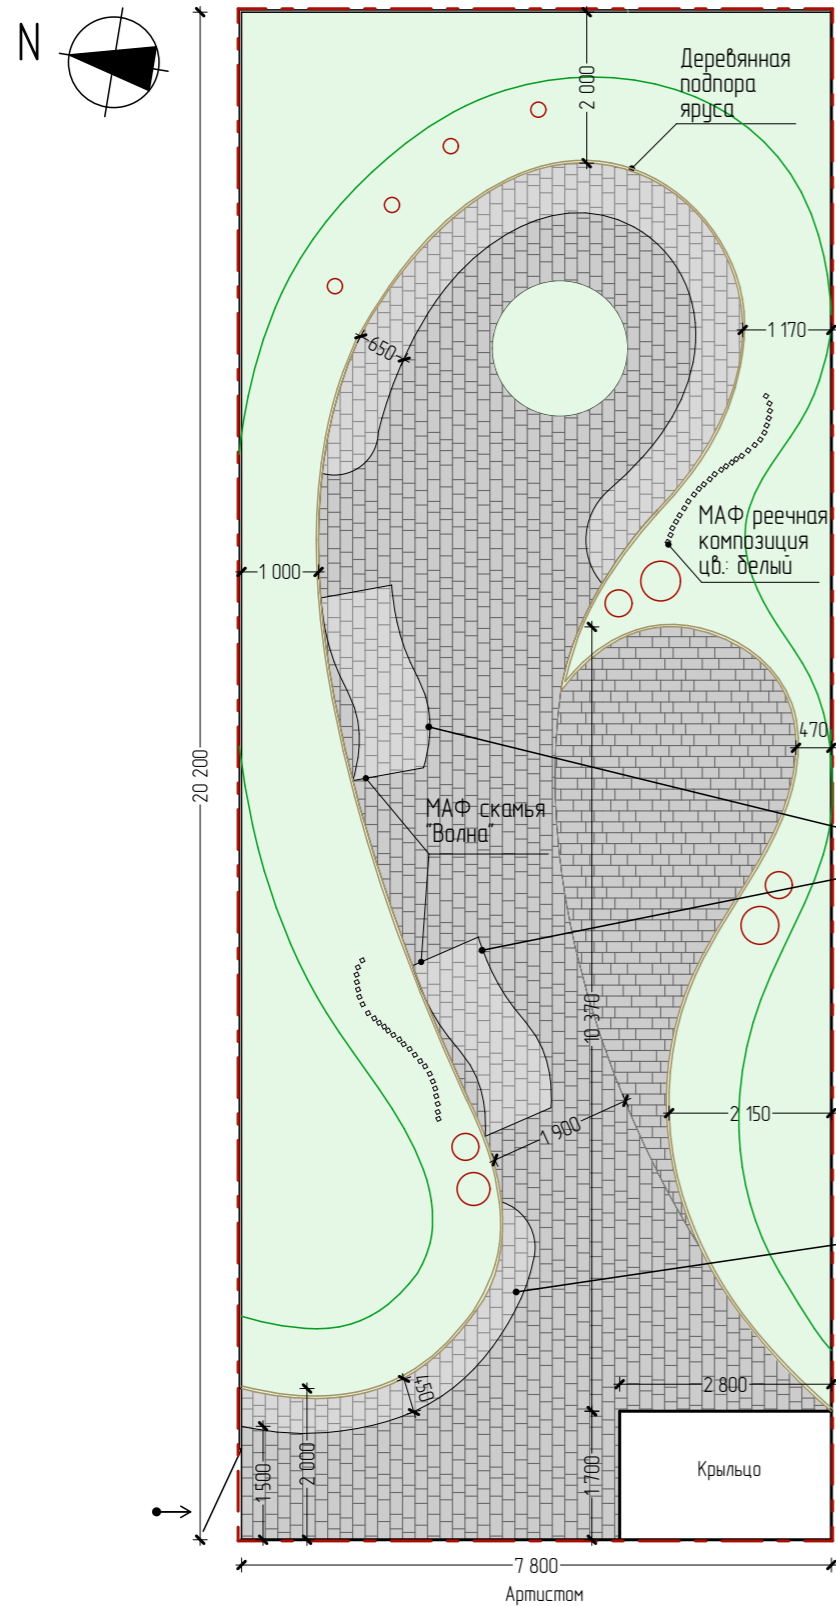 N
Деревянная
подпора
яруса
2 000
650
1 170
МАФ реечная
композиция
цв.: белый
1 000
470
20 200
МАФ скамья
"Волна"
10 370
1 900
2 150
2 800
450
1 500
2 000
1 700
Крыльцо
7 800
Артистом